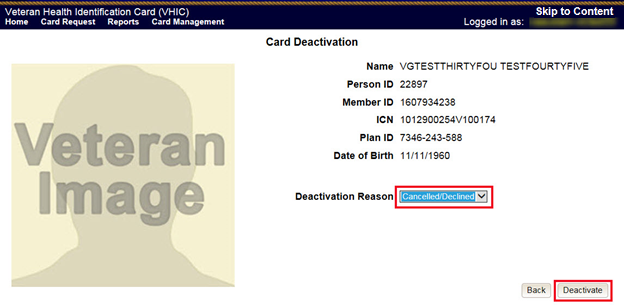 Veteran Health Identification Card (VHIC)
Skip to Content
Home Card Request Reports Card Management
Logged in as:
Card Deactivation
Veteran
Image
Name VGTESTTHIRTYFOU TESTFOURTYFIVE
Person ID 22897
Member ID 1607934238
ICN 1012900254V100174
Plan ID 7346-243-588
Date of Birth 11/11/1960
Deactivation Reason Cancelled/Declined
Back Deactivate